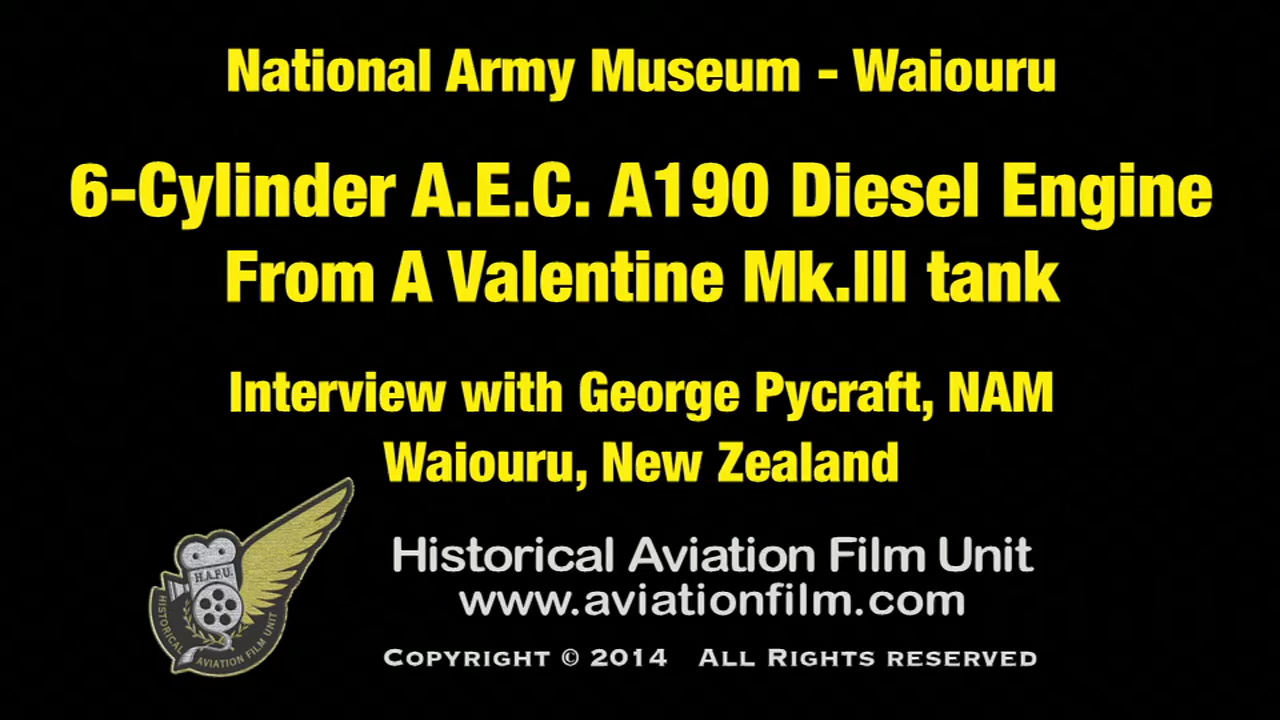 National Army Museum - Waiouru
6-Cylinder A.E.C. A190 Diesel Engine
From A Valentine Mk.III tank
Interview with George Pycraft, NAM
Waiouru, New Zealand
H.A.F.U.
HISTORICAL AVIATION FILM UNIT
Historical Aviation Film Unit
www.aviationfilm.com
Copyright © 2014 All Rights reserved